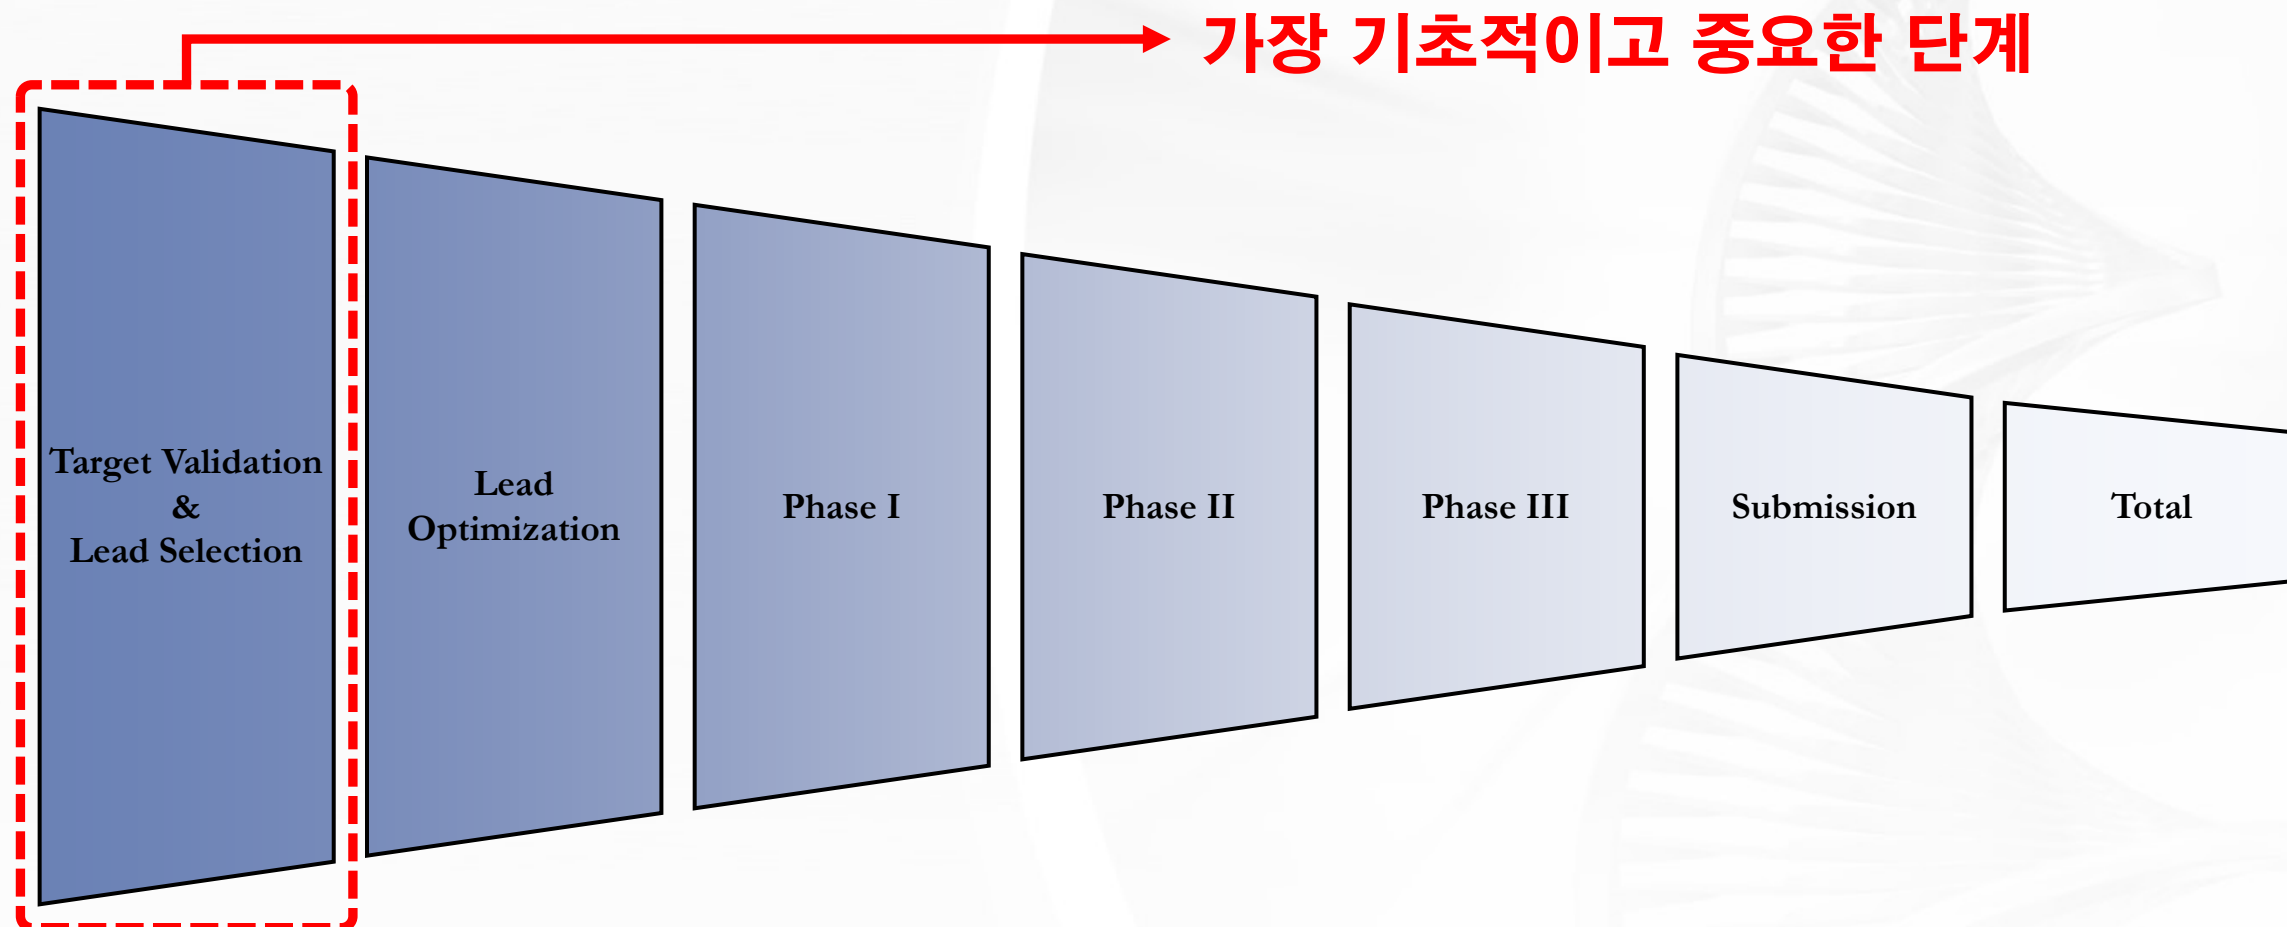 가장 기초적이고 중요한 단계
Target Validation
&
Lead Selection
Lead
Optimization
Phase I
Phase II
Phase III
Submission
Total